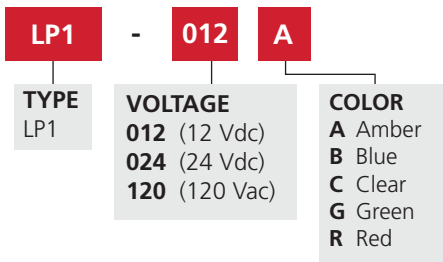 LP1 - 012 A
TYPE
LP1
VOLTAGE
012 (12 Vdc)
024 (24 Vdc)
120 (120 Vac)
COLOR
A Amber
B Blue
C Clear
G Green
R Red